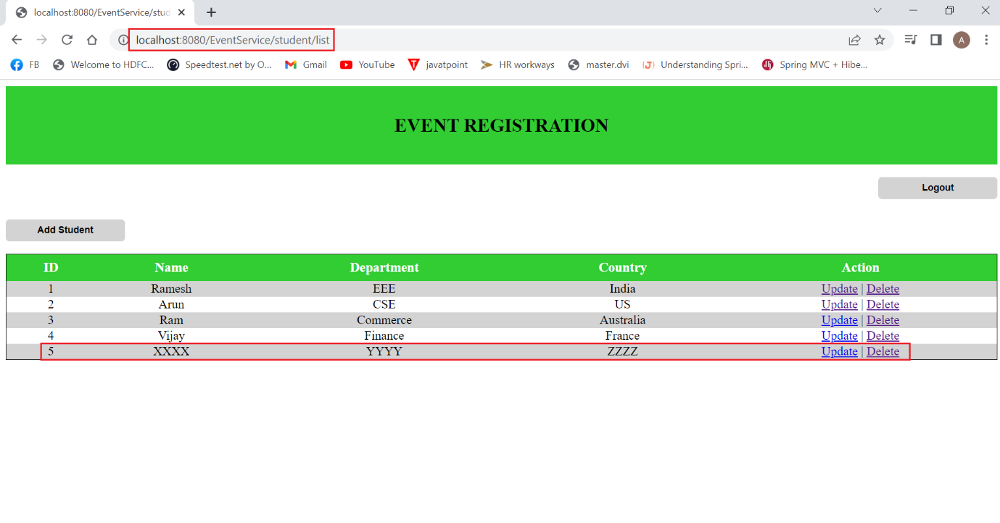 localhost:8080/EventService/stud
localhost:8080/EventService/student/list
A
FB Welcome to HDFC... Speedtest.net by O... Gmail YouTube javatpoint HR workways master.dvi Understanding Spri... Spring MVC + Hibe...
EVENT REGISTRATION
Logout
Add Student
ID Name Department Country Action
1 Ramesh EEE India Update | Delete
2 Arun CSE US Update | Delete
3 Ram Commerce Australia Update | Delete
4 Vijay Finance France Update | Delete
5 XXXX YYYY ZZZZ Update | Delete